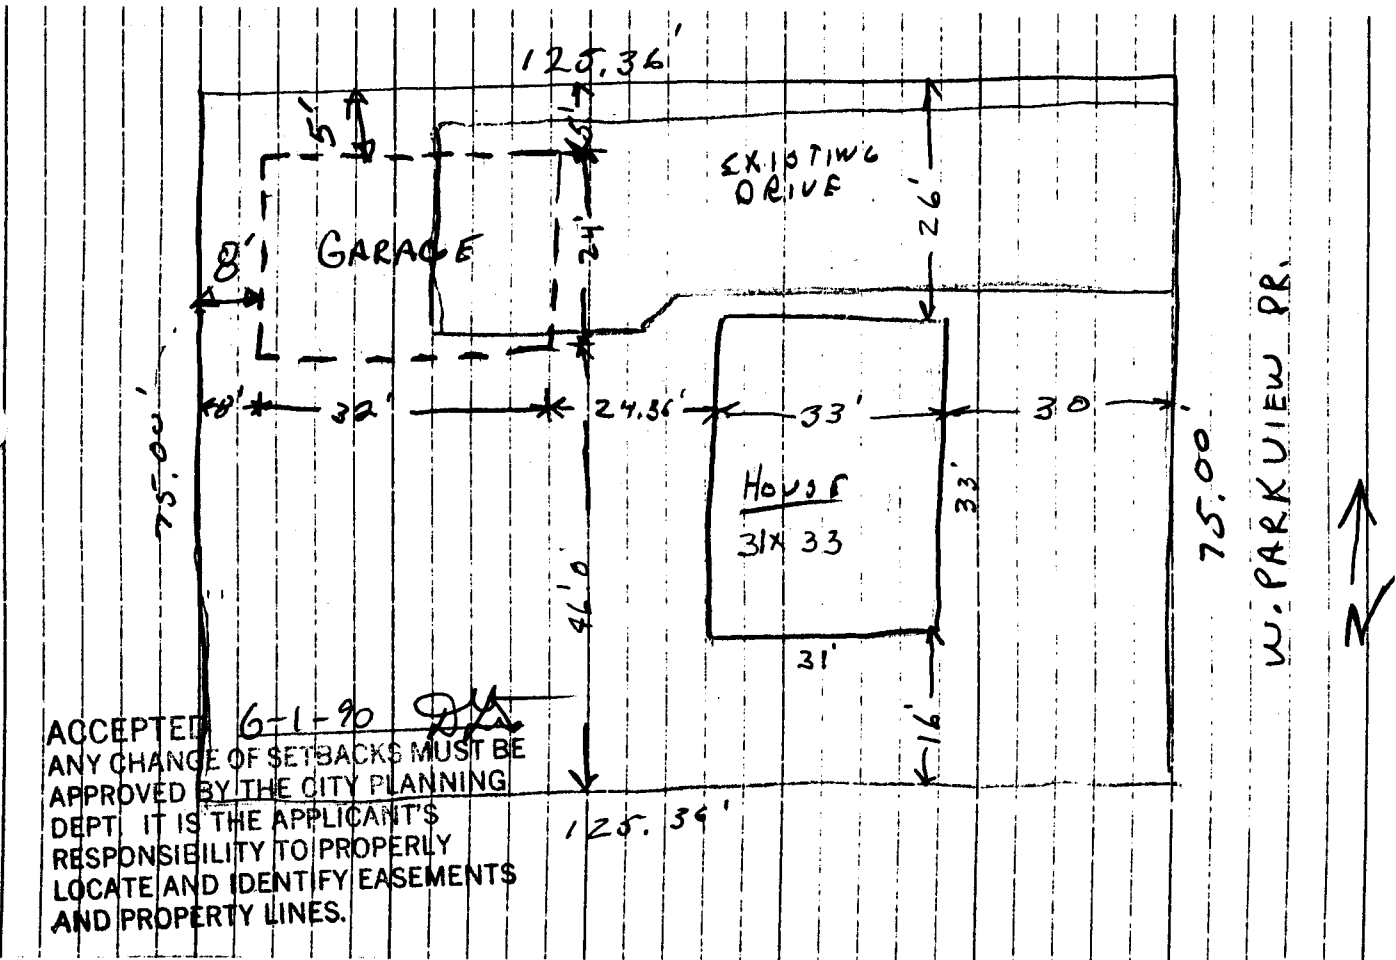 125.36'
5'
5'
EXISTING
DRIVE
26'
GARAGE
24'
8'
W. PARKVIEW DR.
75.00'
8'
32'
24.36'
33'
30
75.00
House
31x 33
33'
N
46'0
31'
16'
ACCEPTED 6-1-90
ANY CHANGE OF SETBACKS MUST BE
APPROVED BY THE CITY PLANNING
DEPT. IT IS THE APPLICANT'S
RESPONSIBILITY TO PROPERLY
LOCATE AND IDENTIFY EASEMENTS
AND PROPERTY LINES.
125.36'